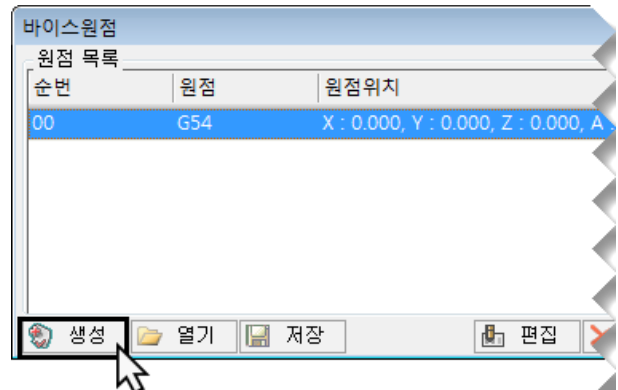 바이스원점
원점 목록
순번 원점 원점위치
00 G54 X : 0.000, Y : 0.000, Z : 0.000, A :
생성 열기 저장 편집